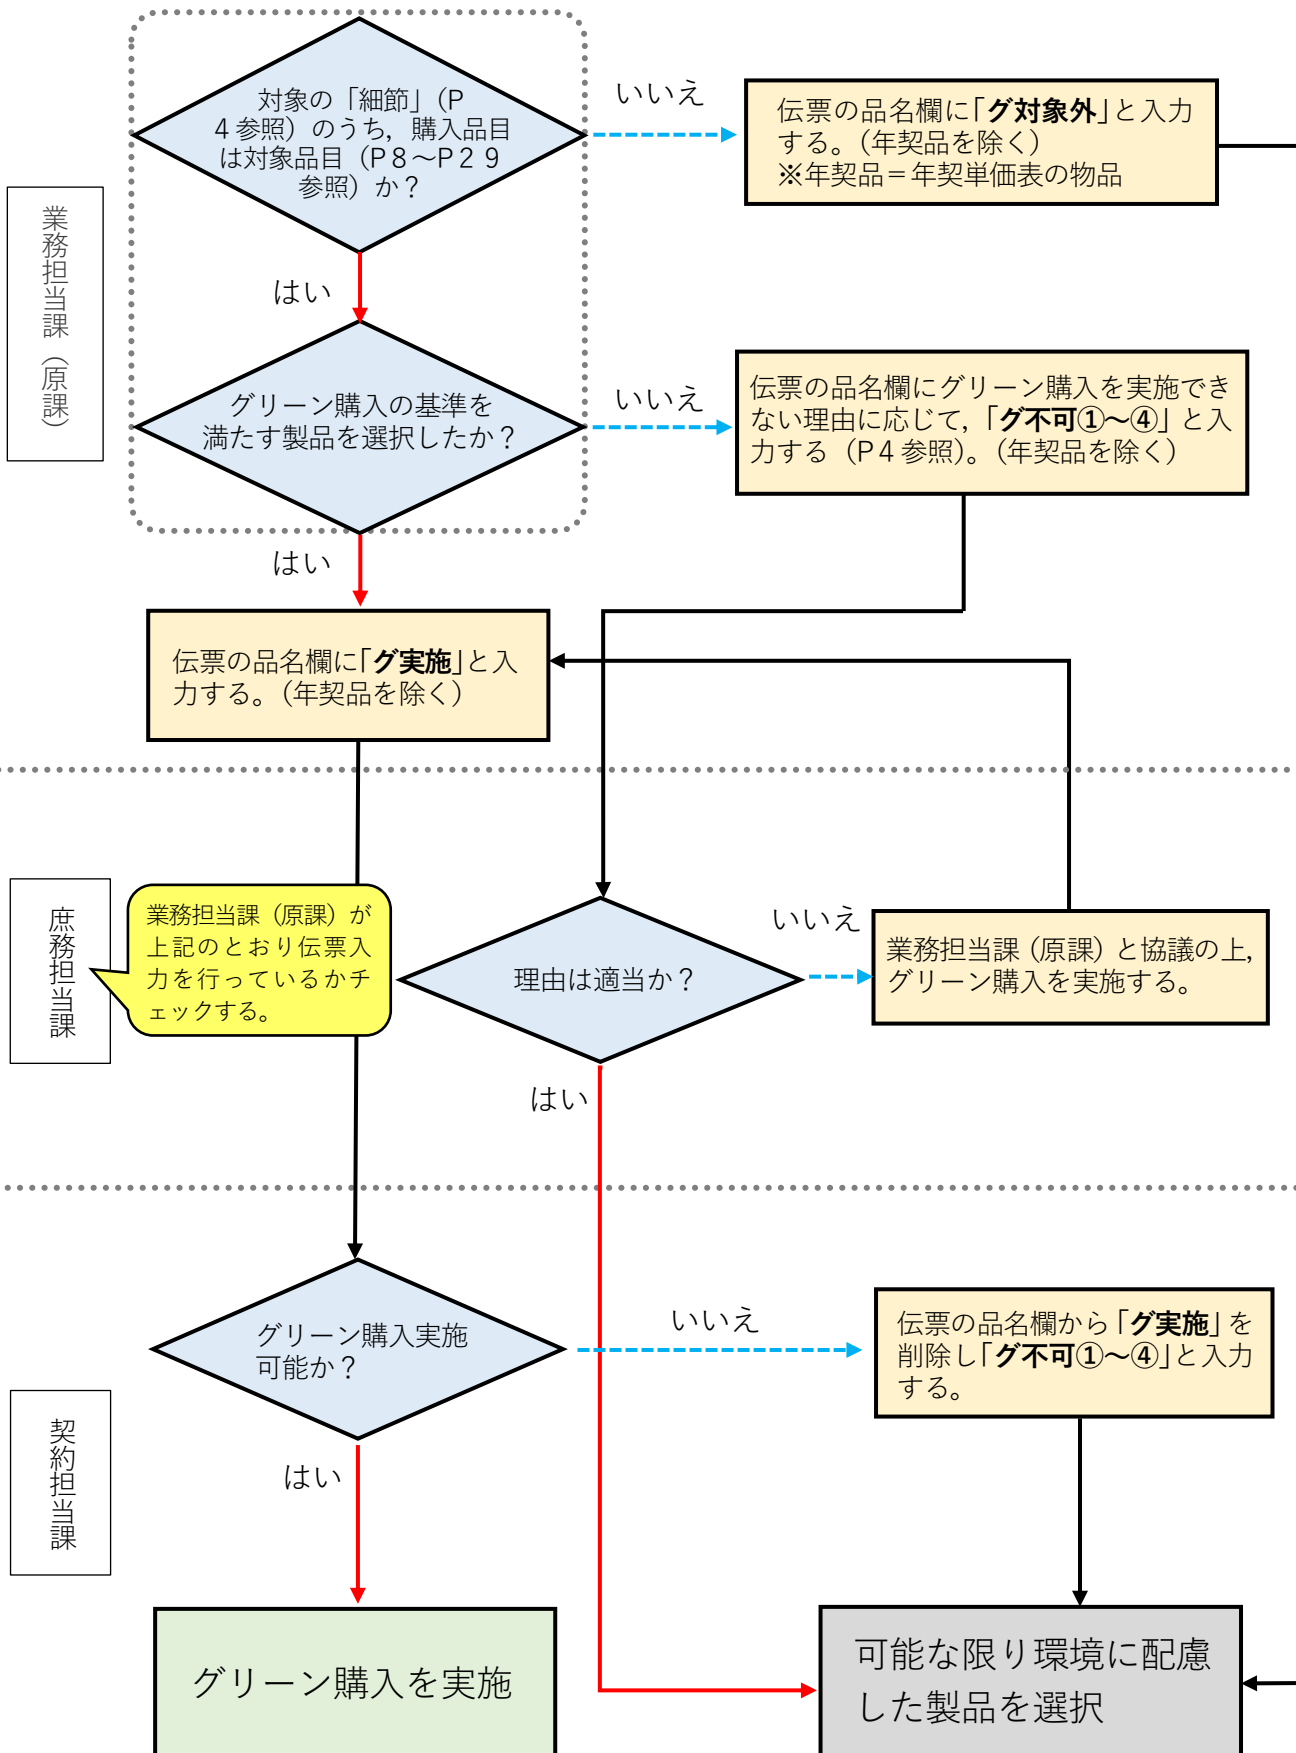 業務担当課（原課）
対象の「細節」（P
４参照）のうち，購入品目
は対象品目（P８～P２９
参照）か？
いいえ
伝票の品名欄に「グ対象外」と入力
する。（年契品を除く）
※年契品＝年契単価表の物品
はい
グリーン購入の基準を
満たす製品を選択したか？
いいえ
伝票の品名欄にグリーン購入を実施でき
ない理由に応じて，「グ不可①～④」と入
力する（P４参照）。（年契品を除く）
はい
伝票の品名欄に「グ実施」と入
力する。（年契品を除く）
庶務担当課
業務担当課（原課）が
上記のとおり伝票入
力を行っているかチ
ェックする。
理由は適当か？
いいえ
業務担当課（原課）と協議の上，
グリーン購入を実施する。
はい
契約担当課
グリーン購入実施
可能か？
いいえ
伝票の品名欄から「グ実施」を
削除し「グ不可①～④」と入力
する。
はい
グリーン購入を実施
可能な限り環境に配慮
した製品を選択